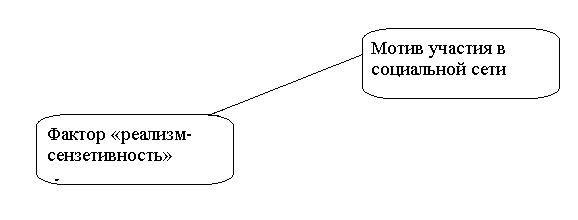 Мотив участия в
социальной сети
Фактор «реализм-
сензетивность»
-